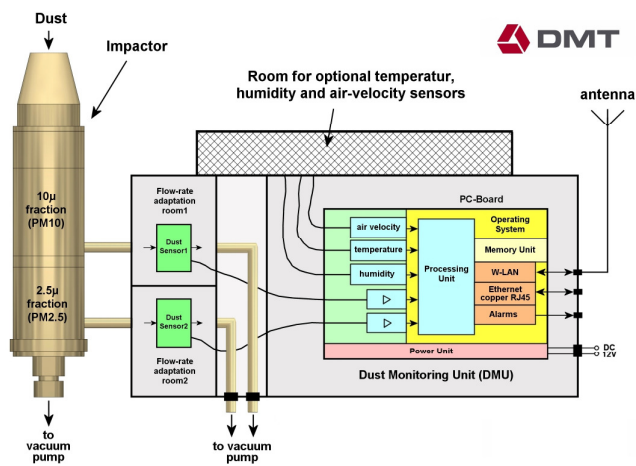 Dust
Impactor
DMT
Room for optional temperatur,
humidity and air-velocity sensors
antenna
10µ
fraction
(PM10)
2.5µ
fraction
(PM2.5)
to
vacuum
pump
Flow-rate
adaptation
room1
Dust
Sensor1
Dust
Sensor2
Flow-rate
adaptation
room2
to vacuum
pump
PC-Board
air velocity
temperature
humidity
Processing
Unit
Operating
System
Memory Unit
W-LAN
Ethernet
copper RJ45
Alarms
Power Unit
DC
12V
Dust Monitoring Unit (DMU)